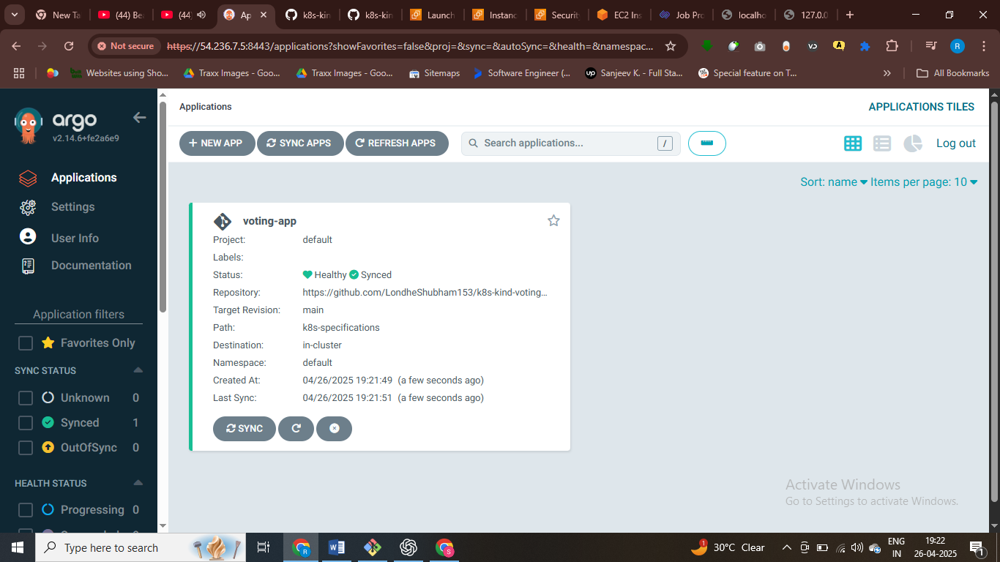 New Ta
(44) Bea
(44)
Ap
k8s-kin
k8s-kin
Launch
Instanc
Securit
EC2 Ins
Job Pro
localho
127.0.0
Not secure
https://54.236.7.5:8443/applications?showFavorites=false&proj=&sync=&autoSync=&health=&namespac...
R
Websites using Sho...
Traxx Images - Goo...
Traxx Images - Goo...
Sitemaps
Software Engineer (...
up
Sanjeev K. - Full Sta...
Special feature on T...
»
All Bookmarks
argo
v2.14.6+fe2a6e9
Applications
Settings
User Info
Documentation
Application filters
Favorites Only
SYNC STATUS
Unknown 0
Synced 1
OutOfSync 0
HEALTH STATUS
Progressing 0
Applications
APPLICATIONS TILES
+ NEW APP
SYNC APPS
REFRESH APPS
Search applications...
/
Log out
Sort: name
Items per page: 10
voting-app
Project: default
Labels:
Status: Healthy Synced
Repository: https://github.com/LondheShubham153/k8s-kind-voting...
Target Revision: main
Path: k8s-specifications
Destination: in-cluster
Namespace: default
Created At: 04/26/2025 19:21:49 (a few seconds ago)
Last Sync: 04/26/2025 19:21:51 (a few seconds ago)
SYNC
Activate Windows
Go to Settings to activate Windows.
Type here to search
1
30°C Clear
ENG
IN
19:22
26-04-2025
1